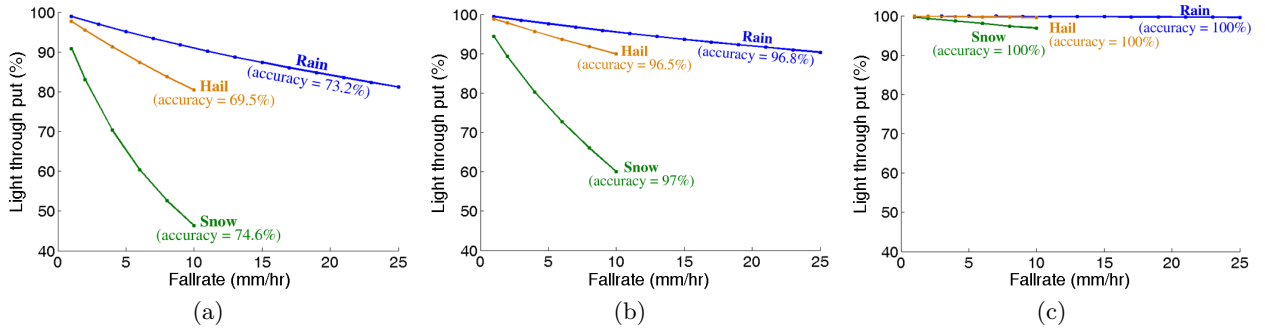 Light through put (%)
100
90
80
70
60
50
40
0
5
10
15
20
25
Fallrate (mm/hr)
Rain
(accuracy = 73.2%)
Hail
(accuracy = 69.5%)
Snow
(accuracy = 74.6%)
(a)
Light through put (%)
100
90
80
70
60
50
40
0
5
10
15
20
25
Fallrate (mm/hr)
Rain
(accuracy = 96.8%)
Hail
(accuracy = 96.5%)
Snow
(accuracy = 97%)
(b)
Light through put (%)
100
90
80
70
60
50
40
0
5
10
15
20
25
Fallrate (mm/hr)
Rain
(accuracy = 100%)
Hail
(accuracy = 100%)
Snow
(accuracy = 100%)
(c)